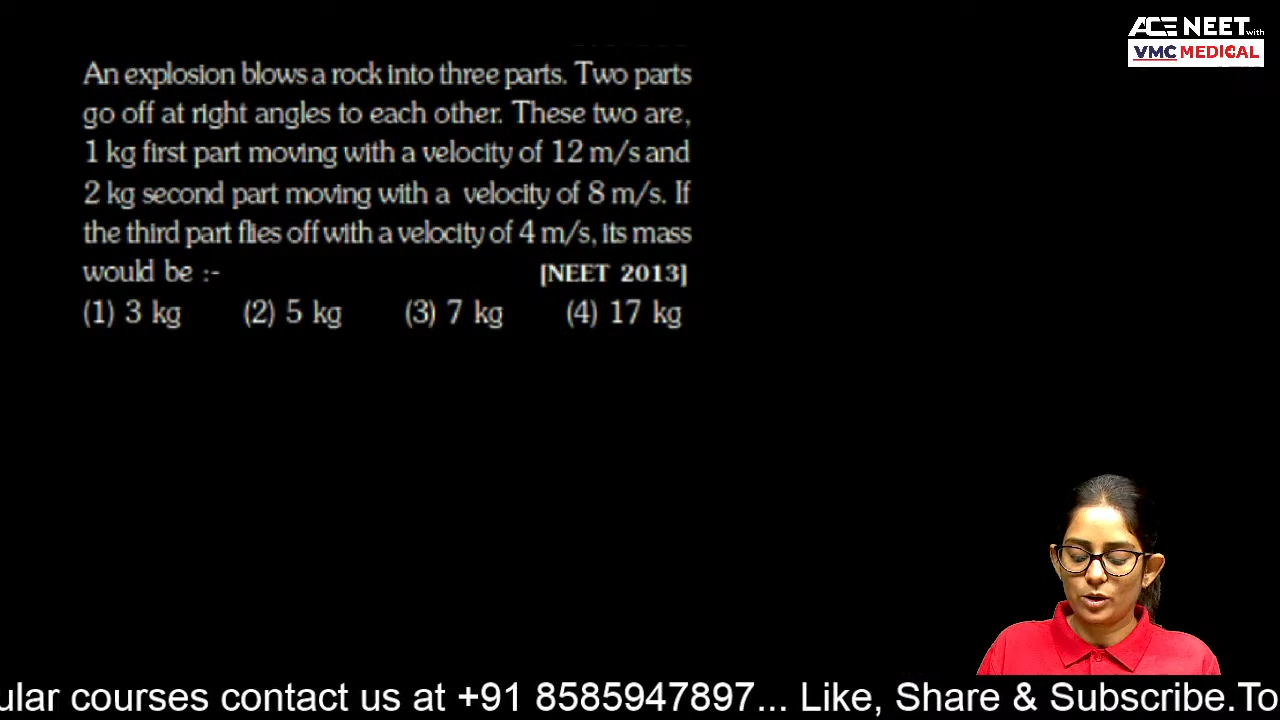 ACE NEET with
VMC MEDICAL
An explosion blows a rock into three parts. Two parts
go off at right angles to each other. These two are,
1 kg first part moving with a velocity of 12 m/s and
2 kg second part moving with a velocity of 8 m/s. If
the third part flies off with a velocity of 4 m/s, its mass
would be :- [NEET 2013]
(1) 3 kg (2) 5 kg (3) 7 kg (4) 17 kg
ular courses contact us at +91 8585947897... Like, Share & Subscribe.To